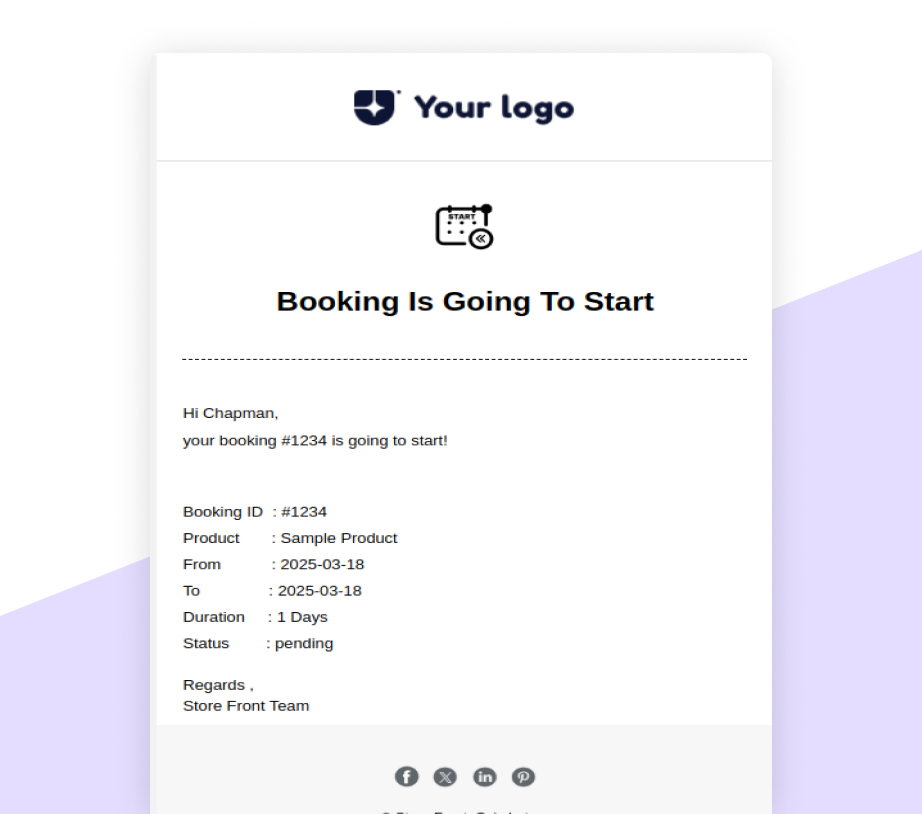 Your logo
START
Booking Is Going To Start
Hi Chapman,
your booking #1234 is going to start!
Booking ID : #1234
Product : Sample Product
From : 2025-03-18
To : 2025-03-18
Duration : 1 Days
Status : pending
Regards ,
Store Front Team